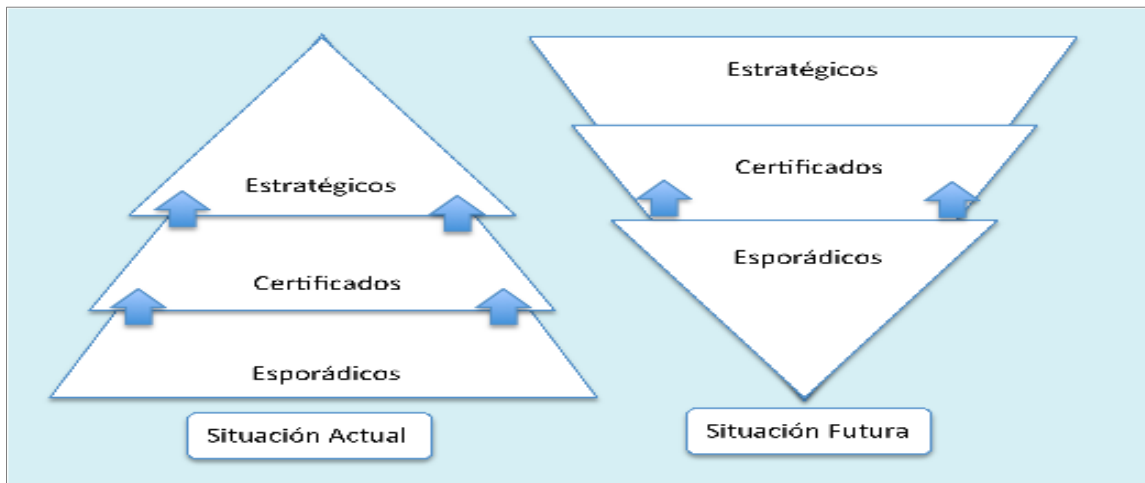 Estratégicos
Certificados
Esporádicos
Situación Actual
Estratégicos
Certificados
Esporádicos
Situación Futura